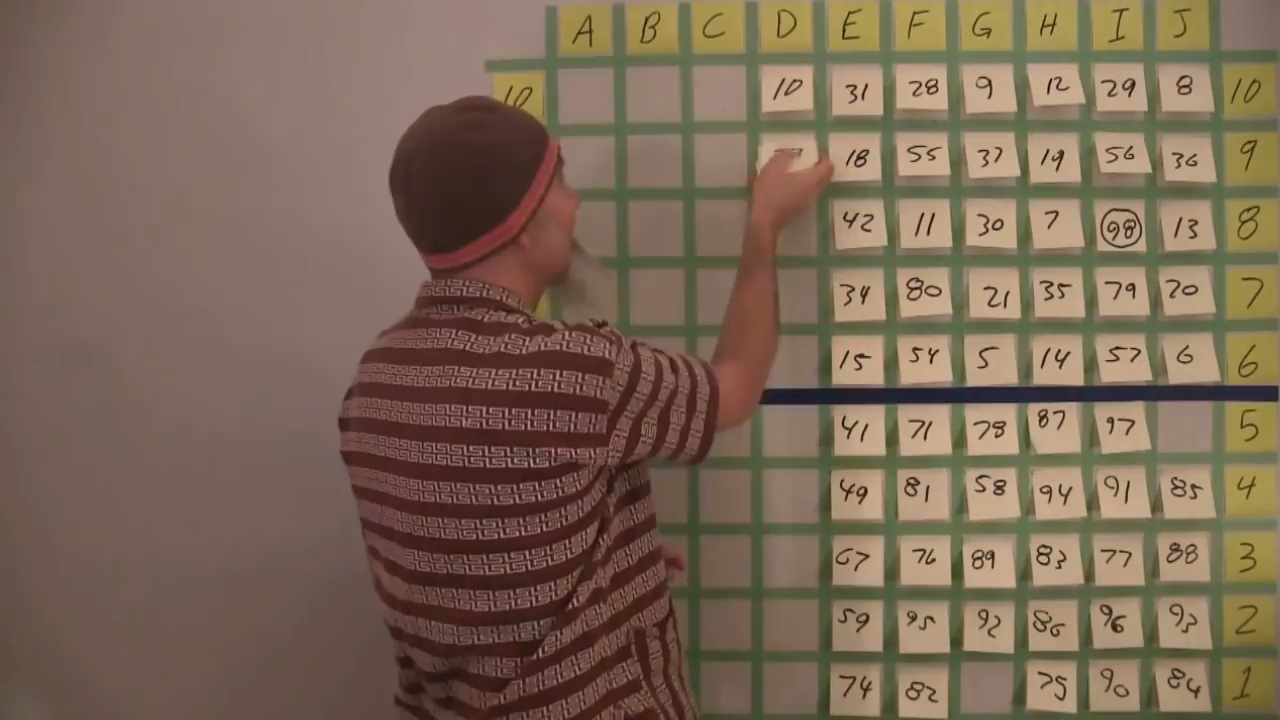 A B C D E F G H I J
10 10 31 28 9 12 29 8 10
18 55 37 19 56 36 9
42 11 30 7 98 13 8
34 80 21 35 79 20 7
15 54 5 14 57 6 6
41 71 78 87 97 5
49 81 58 94 91 85 4
67 76 89 83 77 88 3
59 95 92 86 96 93 2
74 82 75 90 84 1